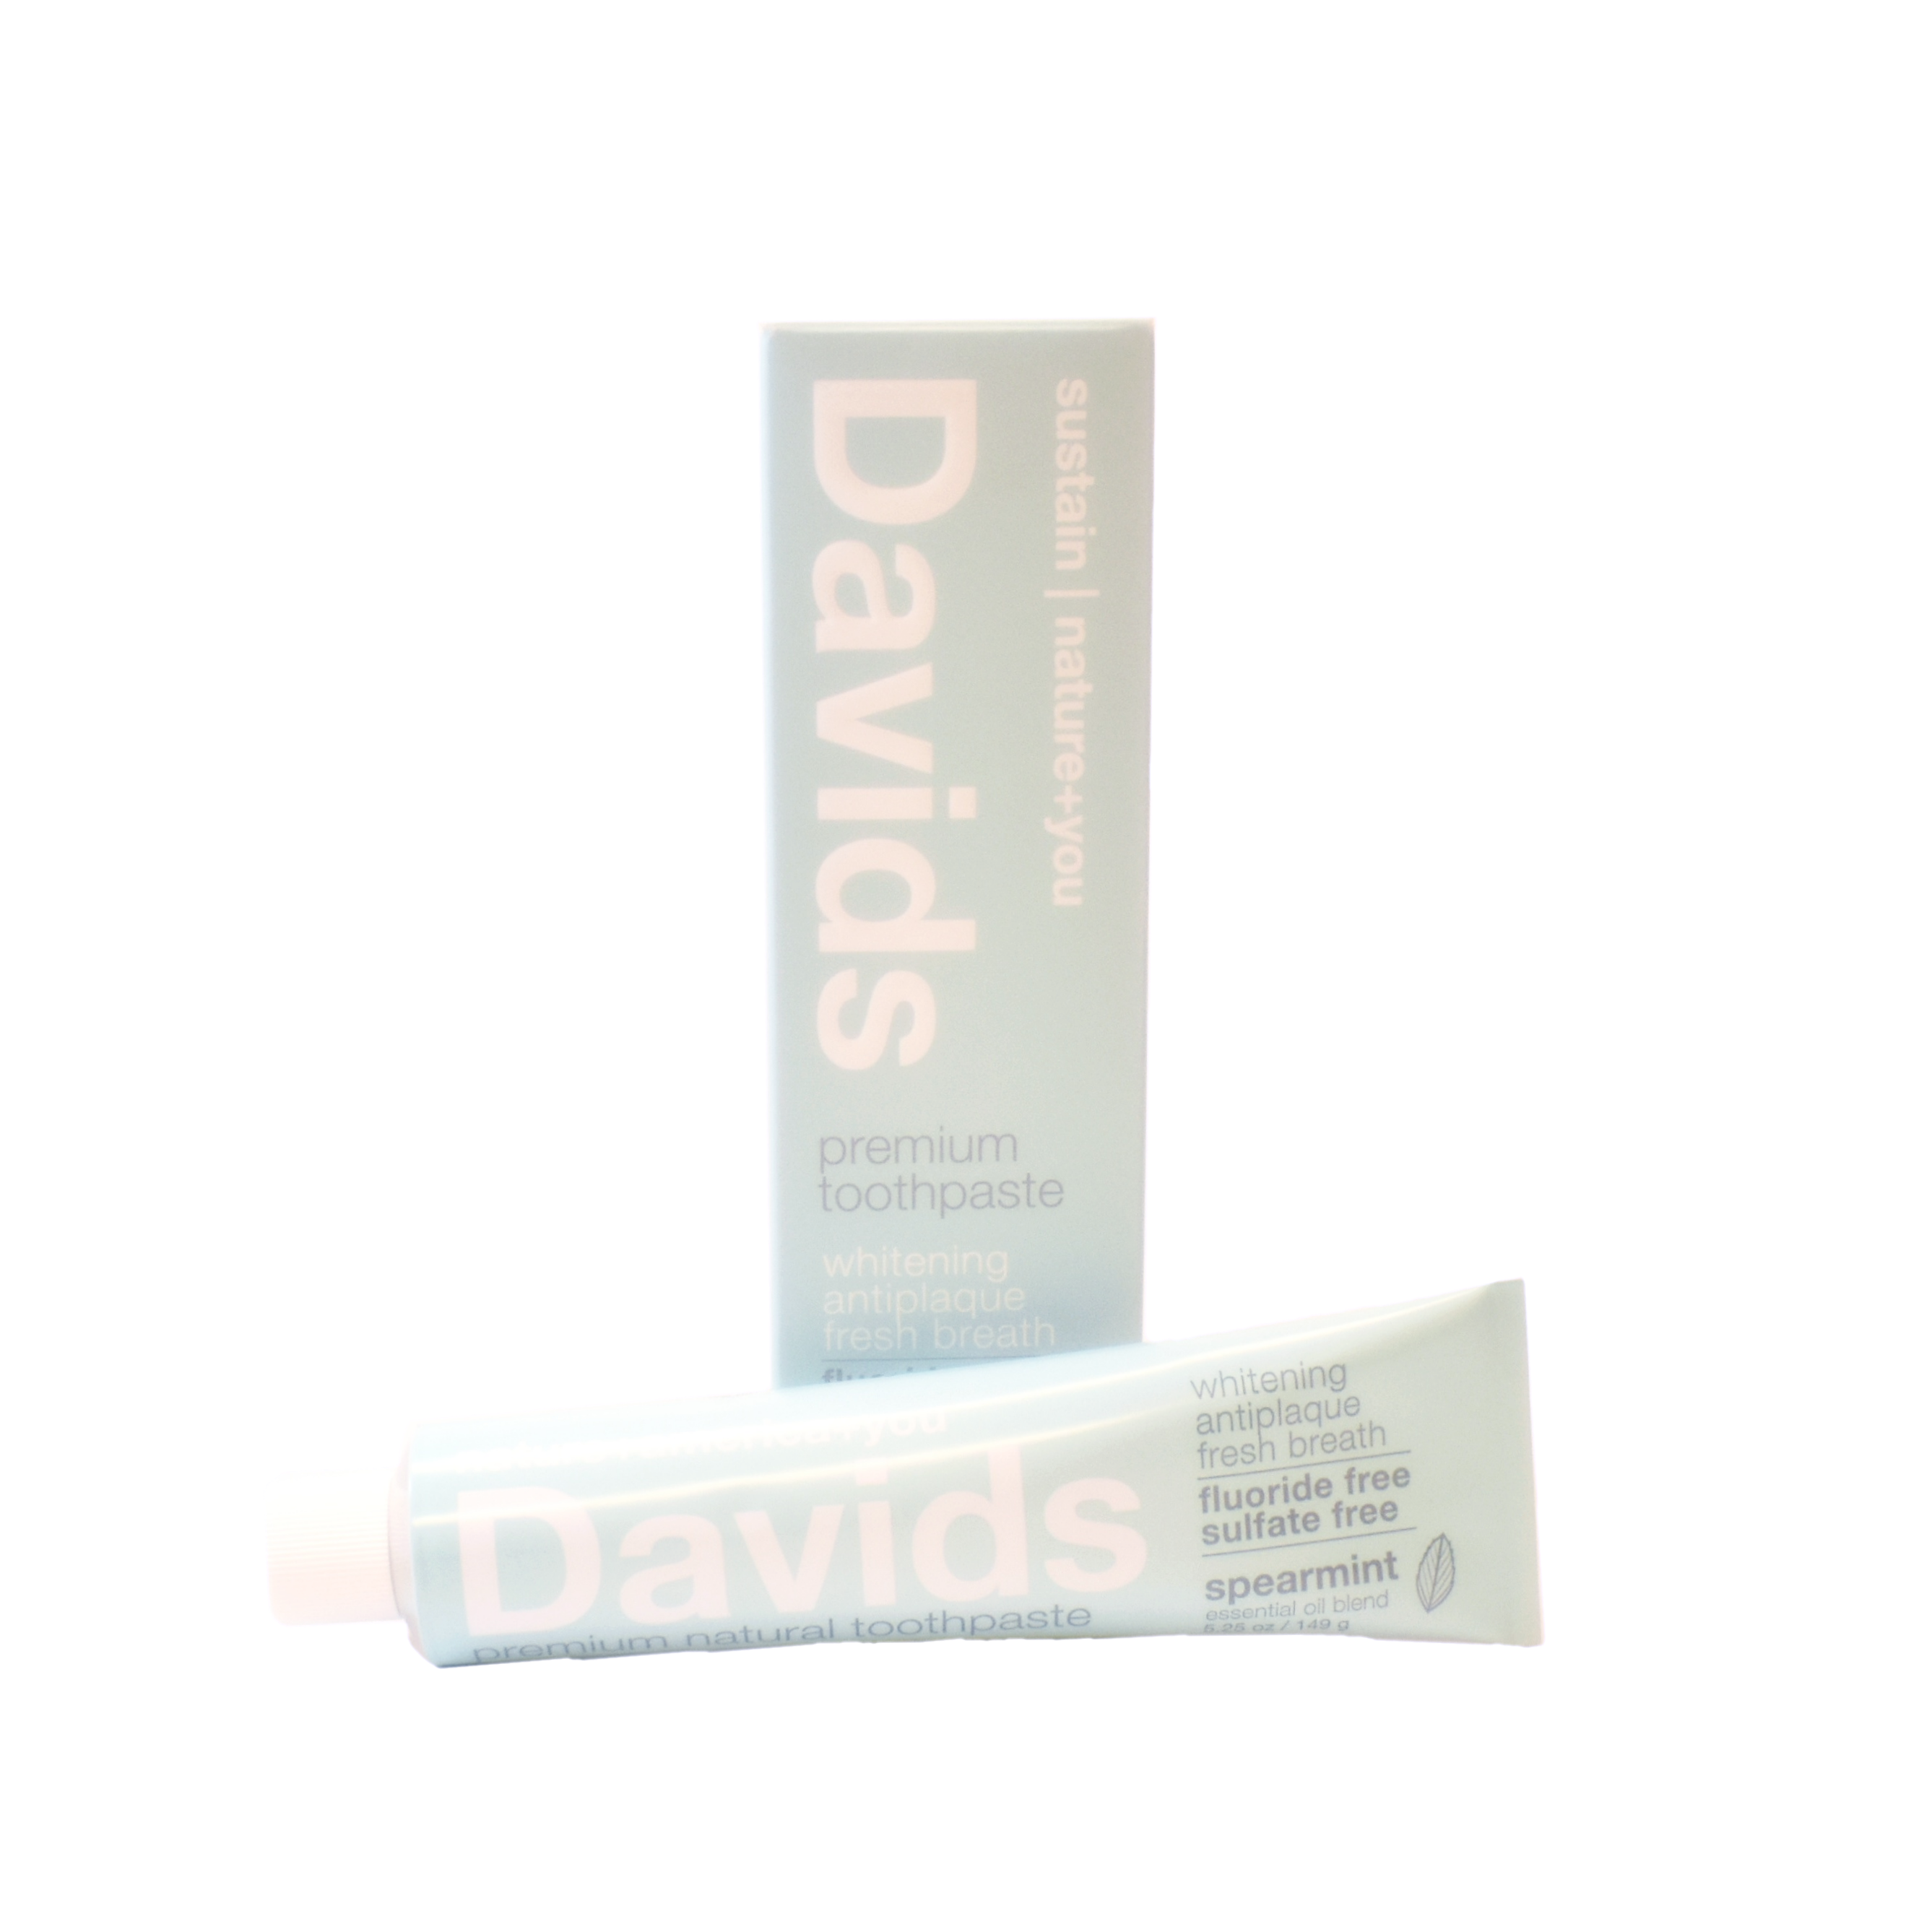 Davids
sustain | nature+you
premium
toothpaste
whitening
antiplaque
fresh breath
Davids
premium natural toothpaste
whitening
antiplaque
fresh breath
fluoride free
sulfate free
spearmint
essential oil blend
5.25 oz / 149 g